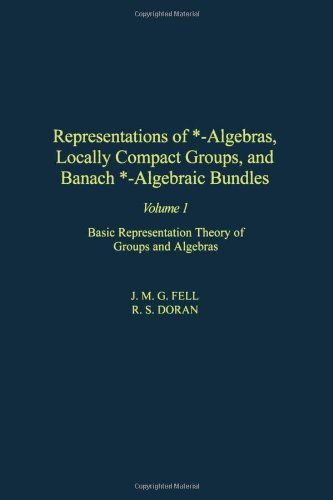 Representations of *-Algebras,
Locally Compact Groups, and
Banach *-Algebraic Bundles
Volume 1
Basic Representation Theory of
Groups and Algebras
J. M. G. FELL
R. S. DORAN